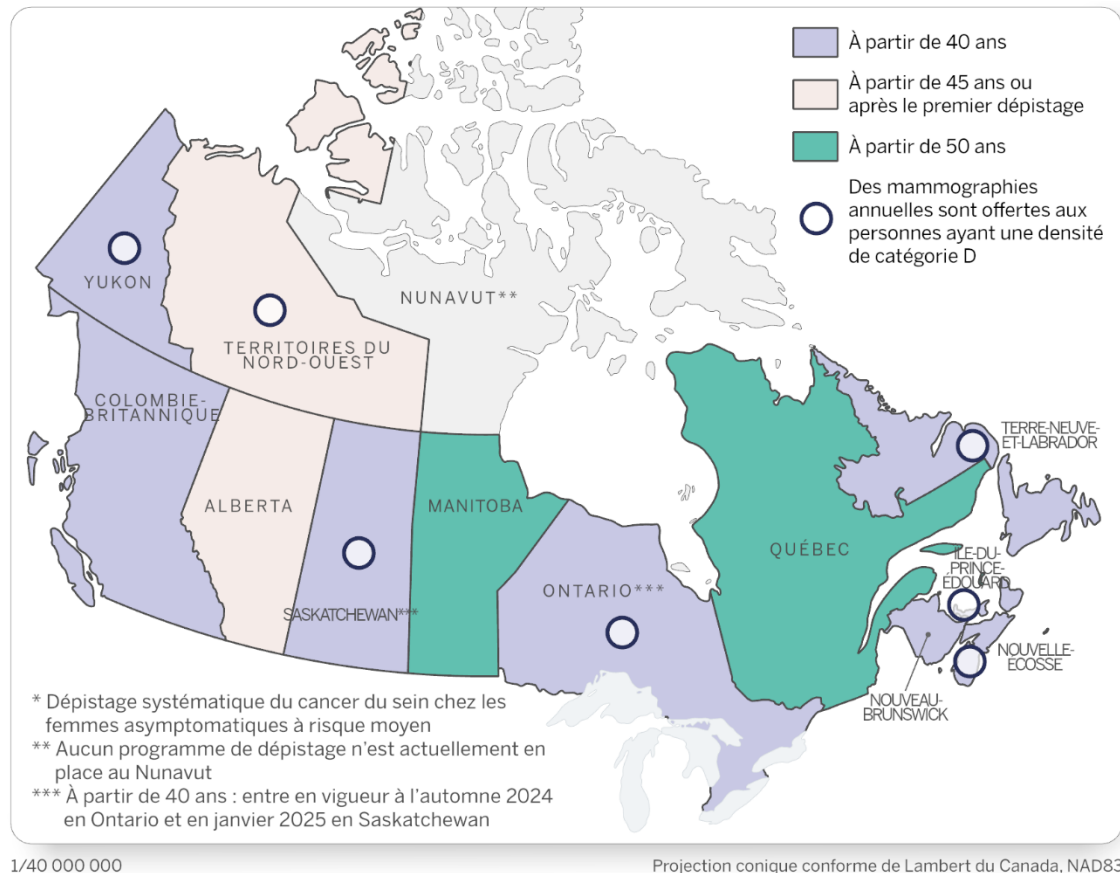 À partir de 40 ans
À partir de 45 ans ou
après le premier dépistage
À partir de 50 ans
Des mammographies
annuelles sont offertes aux
personnes ayant une densité
de catégorie D
YUKON
NUNAVUT**
TERRITOIRES DU
NORD-OUEST
COLOMBIE-
BRITANNIQUE
TERRE-NEUVE-
ET-LABRADOR
ALBERTA
MANITOBA
QUÉBEC
ÎLE-DU-
PRINCE-
ÉDOUARD
ONTARIO***
SASKATCHEWAN***
NOUVELLE-
ECOSSE
NOUVEAU-
BRUNSWICK
* Dépistage systématique du cancer du sein chez les
femmes asymptomatiques à risque moyen
** Aucun programme de dépistage n'est actuellement en
place au Nunavut
*** À partir de 40 ans : entre en vigueur à l'automne 2024
en Ontario et en janvier 2025 en Saskatchewan
1/40 000 000
Projection conique conforme de Lambert du Canada, NAD83